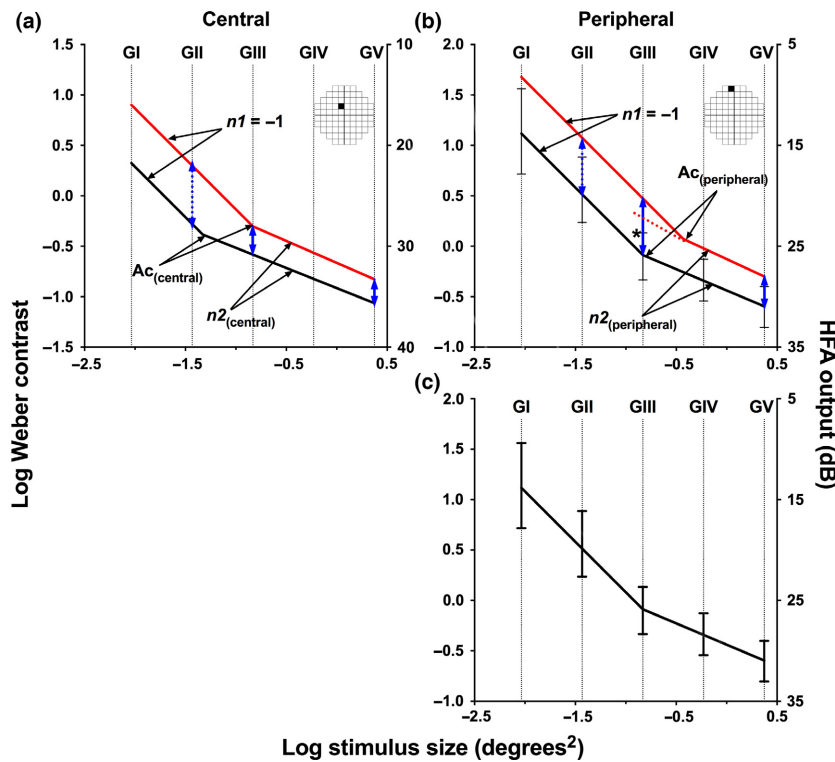 (a) Central
(b) Peripheral
GI GII GIII GIV GV
1.5 1.0 0.5 0.0 –0.5 –1.0 –1.5
10 20 30 40
–2.5 –1.5 –0.5 0.5
n1 = –1
Ac(central)
n2(central)
GI GII GIII GIV GV
2.0 1.5 1.0 0.5 0.0 –0.5 –1.0
5 15 25 35
–2.5 –1.5 –0.5 0.5
n1 = –1
Ac(peripheral)
*
n2(peripheral)
(c)
GI GII GIII GIV GV
2.0 1.5 1.0 0.5 0.0 –0.5 –1.0
5 15 25 35
–2.5 –1.5 –0.5 0.5
Log Weber contrast
HFA output (dB)
Log stimulus size (degrees²)